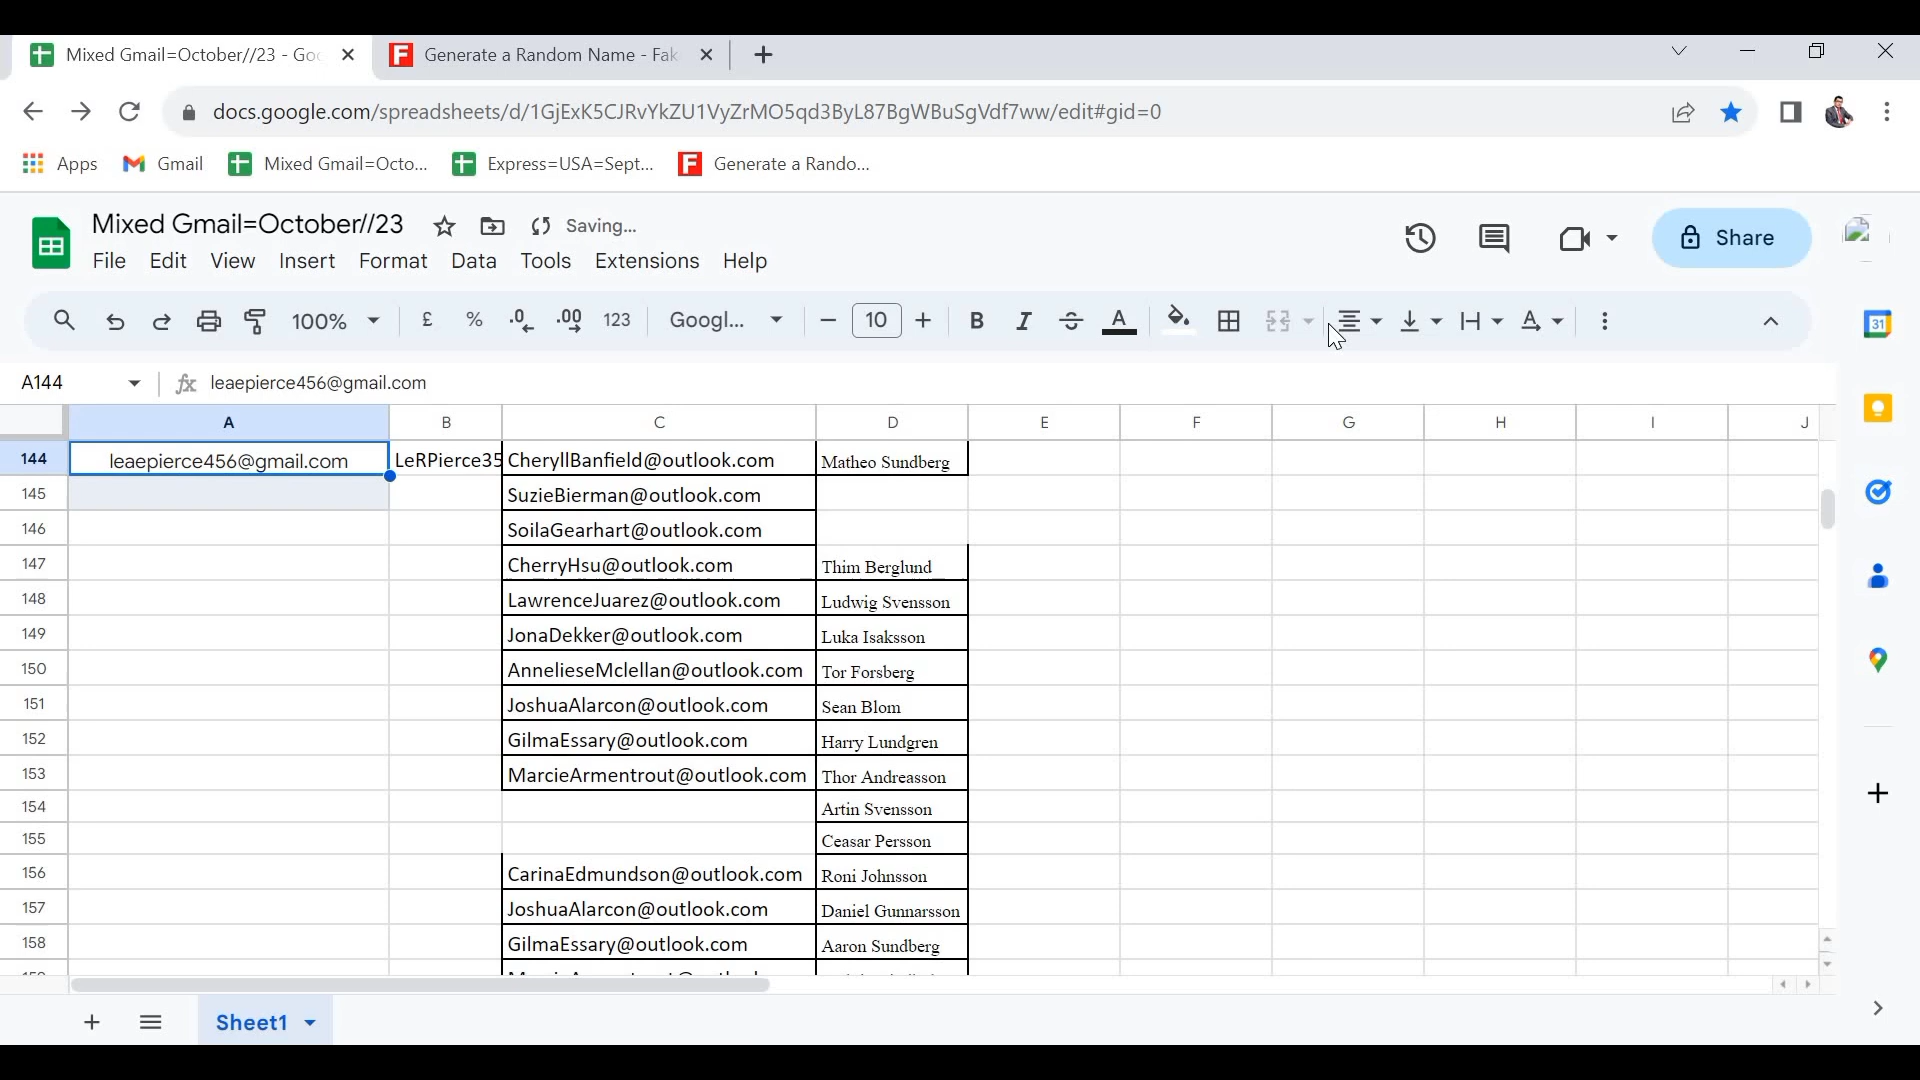 Mixed Gmail=October//23 - Goo
Generate a Random Name - Fak
docs.google.com/spreadsheets/d/1GjExK5CJRvYkZU1VyZrMO5qd3ByL87BgWBuSgVdf7ww/edit#gid=0
Apps Gmail Mixed Gmail=Octo... Express=USA=Sept... Generate a Rando...
Mixed Gmail=October//23 Saving...
File Edit View Insert Format Data Tools Extensions Help
Share
100% £ % .0 .00 123 Googl... 10 B I A
31
A144 fx leaepierce456@gmail.com
A B C D E F G H I J
144 leaepierce456@gmail.com LeRPierce35 CheryllBanfield@outlook.com Matheo Sundberg
145 SuzieBierman@outlook.com
146 SoilaGearhart@outlook.com
147 CherryHsu@outlook.com Thim Berglund
148 LawrenceJuarez@outlook.com Ludwig Svensson
149 JonaDekker@outlook.com Luka Isaksson
150 AnnelieseMclellan@outlook.com Tor Forsberg
151 JoshuaAlarcon@outlook.com Sean Blom
152 GilmaEssary@outlook.com Harry Lundgren
153 MarcieArmentrout@outlook.com Thor Andreasson
154 Artin Svensson
155 Ceasar Persson
156 CarinaEdmundson@outlook.com Roni Johnsson
157 JoshuaAlarcon@outlook.com Daniel Gunnarsson
158 GilmaEssary@outlook.com Aaron Sundberg
Sheet1